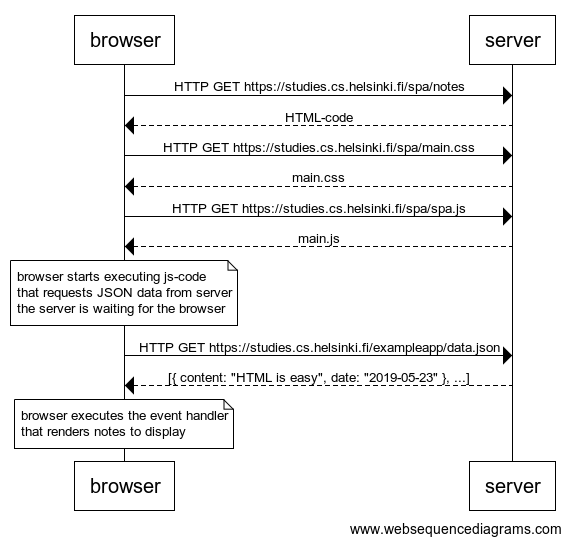 browser
server
HTTP GET https://studies.cs.helsinki.fi/spa/notes
HTML-code
HTTP GET https://studies.cs.helsinki.fi/spa/main.css
main.css
HTTP GET https://studies.cs.helsinki.fi/spa/spa.js
main.js
browser starts executing js-code
that requests JSON data from server
the server is waiting for the browser
HTTP GET https://studies.cs.helsinki.fi/exampleapp/data.json
[{ content: "HTML is easy", date: "2019-05-23" }, ...]
browser executes the event handler
that renders notes to display
browser
server
www.websequencediagrams.com